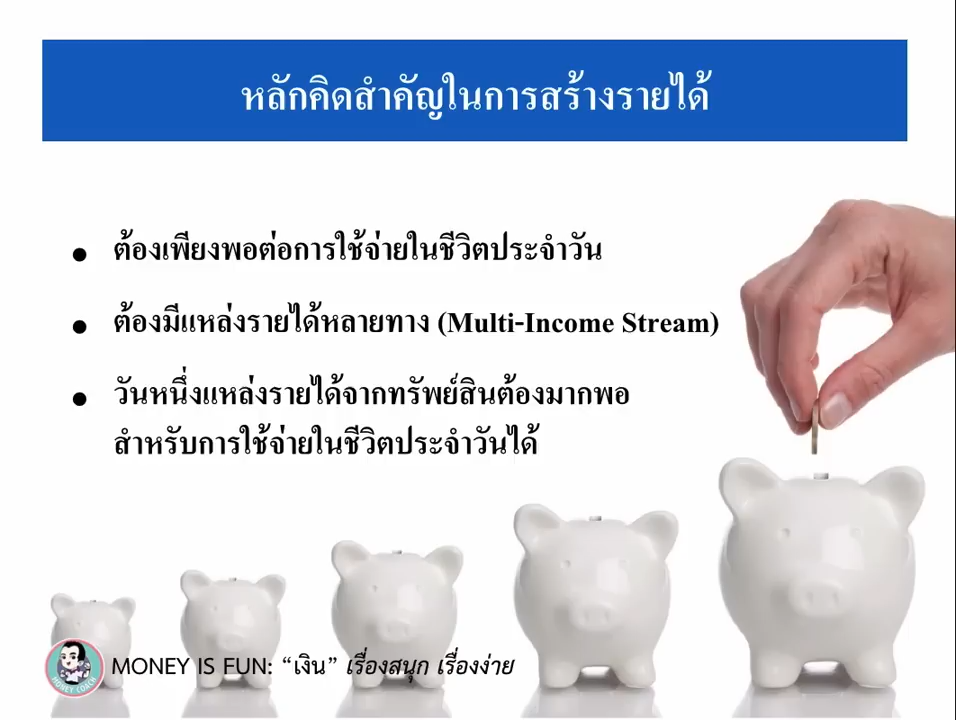 หลักคิดสำคัญในการสร้างรายได้
• ต้องเพียงพอต่อการใช้จ่ายในชีวิตประจำวัน
• ต้องมีแหล่งรายได้หลายทาง (Multi-Income Stream)
• วันหนึ่งแหล่งรายได้จากทรัพย์สินต้องมากพอ
สำหรับการใช้จ่ายในชีวิตประจำวันได้
MONEY IS FUN: “เงิน” เรื่องสนุก เรื่องง่าย
MONEY COACH